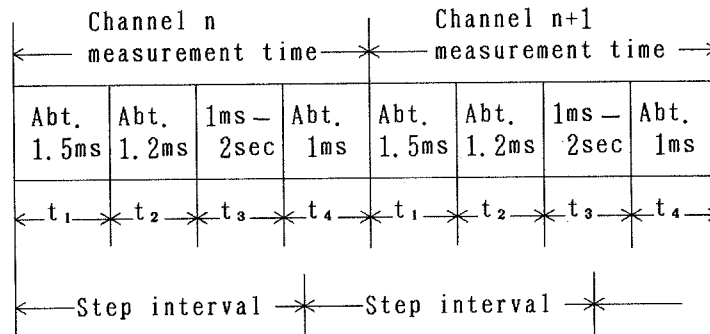 Channel n
measurement time
Channel n+1
measurement time
Abt. 1.5ms
Abt. 1.2ms
1ms – 2sec
Abt. 1ms
Abt. 1.5ms
Abt. 1.2ms
1ms – 2sec
Abt. 1ms
t₁ t₂ t₃ t₄ t₁ t₂ t₃ t₄
Step interval Step interval